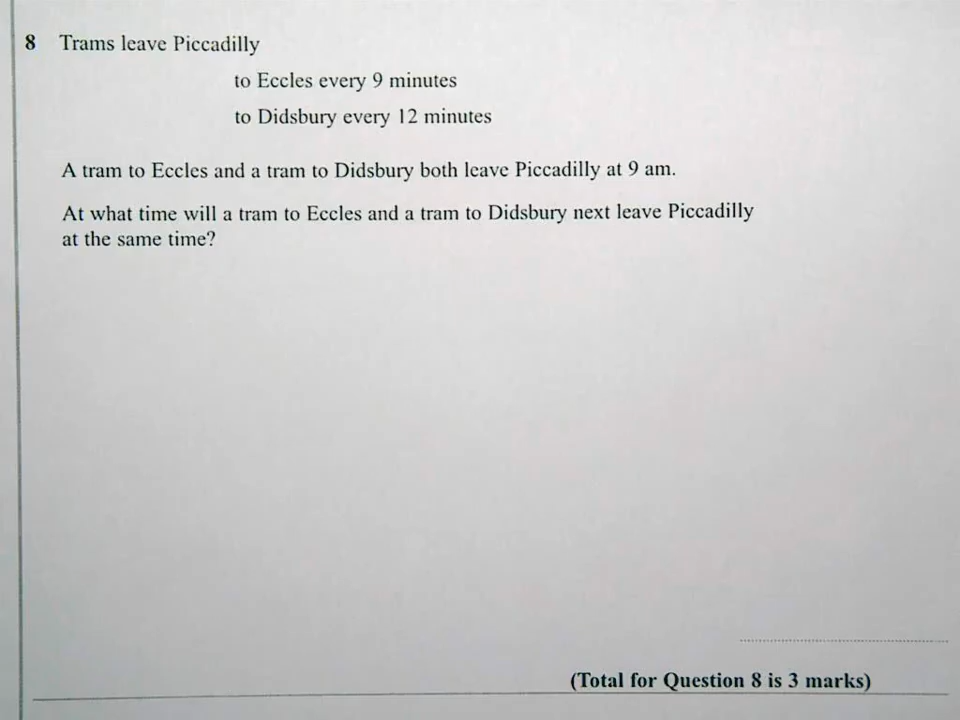 8 Trams leave Piccadilly
to Eccles every 9 minutes
to Didsbury every 12 minutes
A tram to Eccles and a tram to Didsbury both leave Piccadilly at 9 am.
At what time will a tram to Eccles and a tram to Didsbury next leave Piccadilly
at the same time?
(Total for Question 8 is 3 marks)